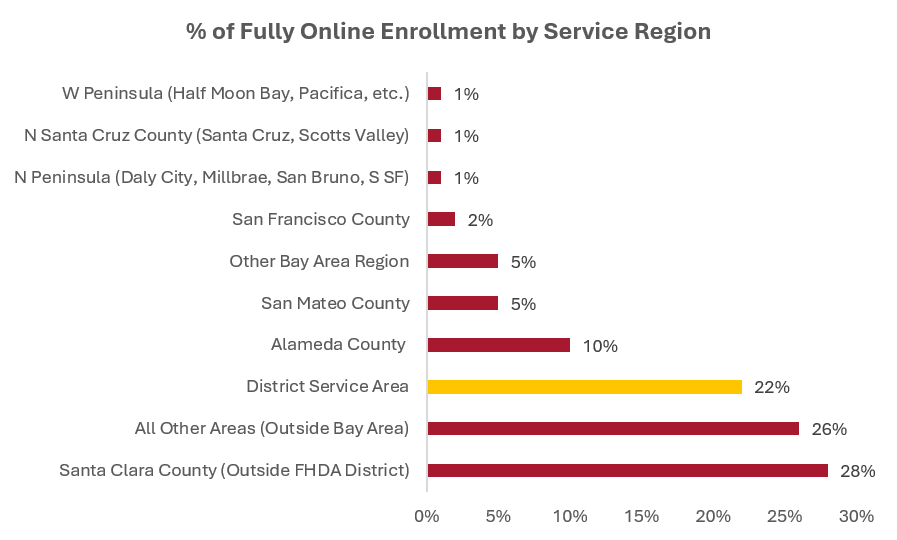 % of Fully Online Enrollment by Service Region
W Peninsula (Half Moon Bay, Pacifica, etc.) 1%
N Santa Cruz County (Santa Cruz, Scotts Valley) 1%
N Peninsula (Daly City, Millbrae, San Bruno, S SF) 1%
San Francisco County 2%
Other Bay Area Region 5%
San Mateo County 5%
Alameda County 10%
District Service Area 22%
All Other Areas (Outside Bay Area) 26%
Santa Clara County (Outside FHDA District) 28%
0% 5% 10% 15% 20% 25% 30%